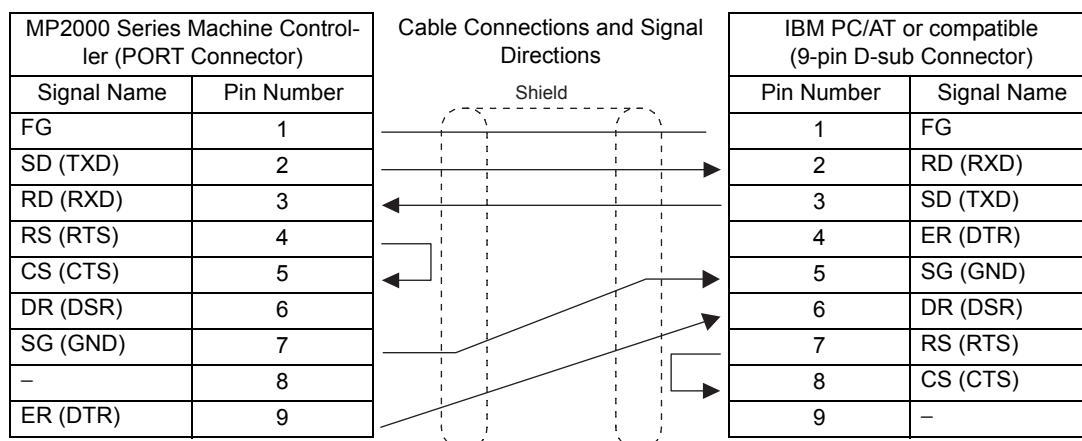 MP2000 Series Machine Control-
ler (PORT Connector)
Cable Connections and Signal
Directions
IBM PC/AT or compatible
(9-pin D-sub Connector)
Signal Name Pin Number Shield Pin Number Signal Name
FG 1 1 FG
SD (TXD) 2 2 RD (RXD)
RD (RXD) 3 3 SD (TXD)
RS (RTS) 4 4 ER (DTR)
CS (CTS) 5 5 SG (GND)
DR (DSR) 6 6 DR (DSR)
SG (GND) 7 7 RS (RTS)
– 8 8 CS (CTS)
ER (DTR) 9 9 –